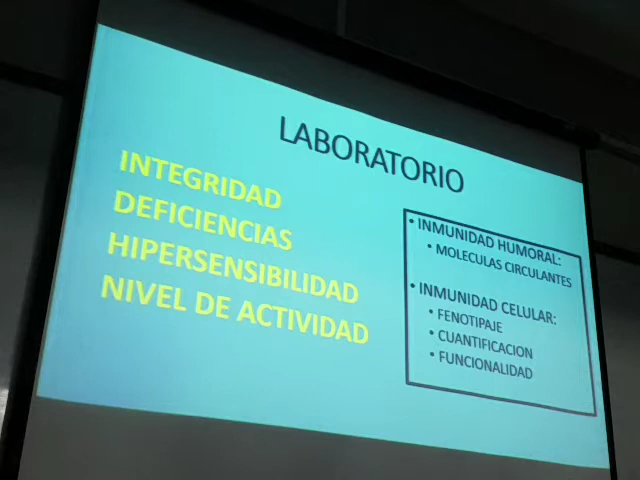 LABORATORIO
INTEGRIDAD
DEFICIENCIAS
HIPERSENSIBILIDAD
NIVEL DE ACTIVIDAD
• INMUNIDAD HUMORAL:
• MOLECULAS CIRCULANTES
• INMUNIDAD CELULAR:
• FENOTIPAJE
• CUANTIFICACION
• FUNCIONALIDAD